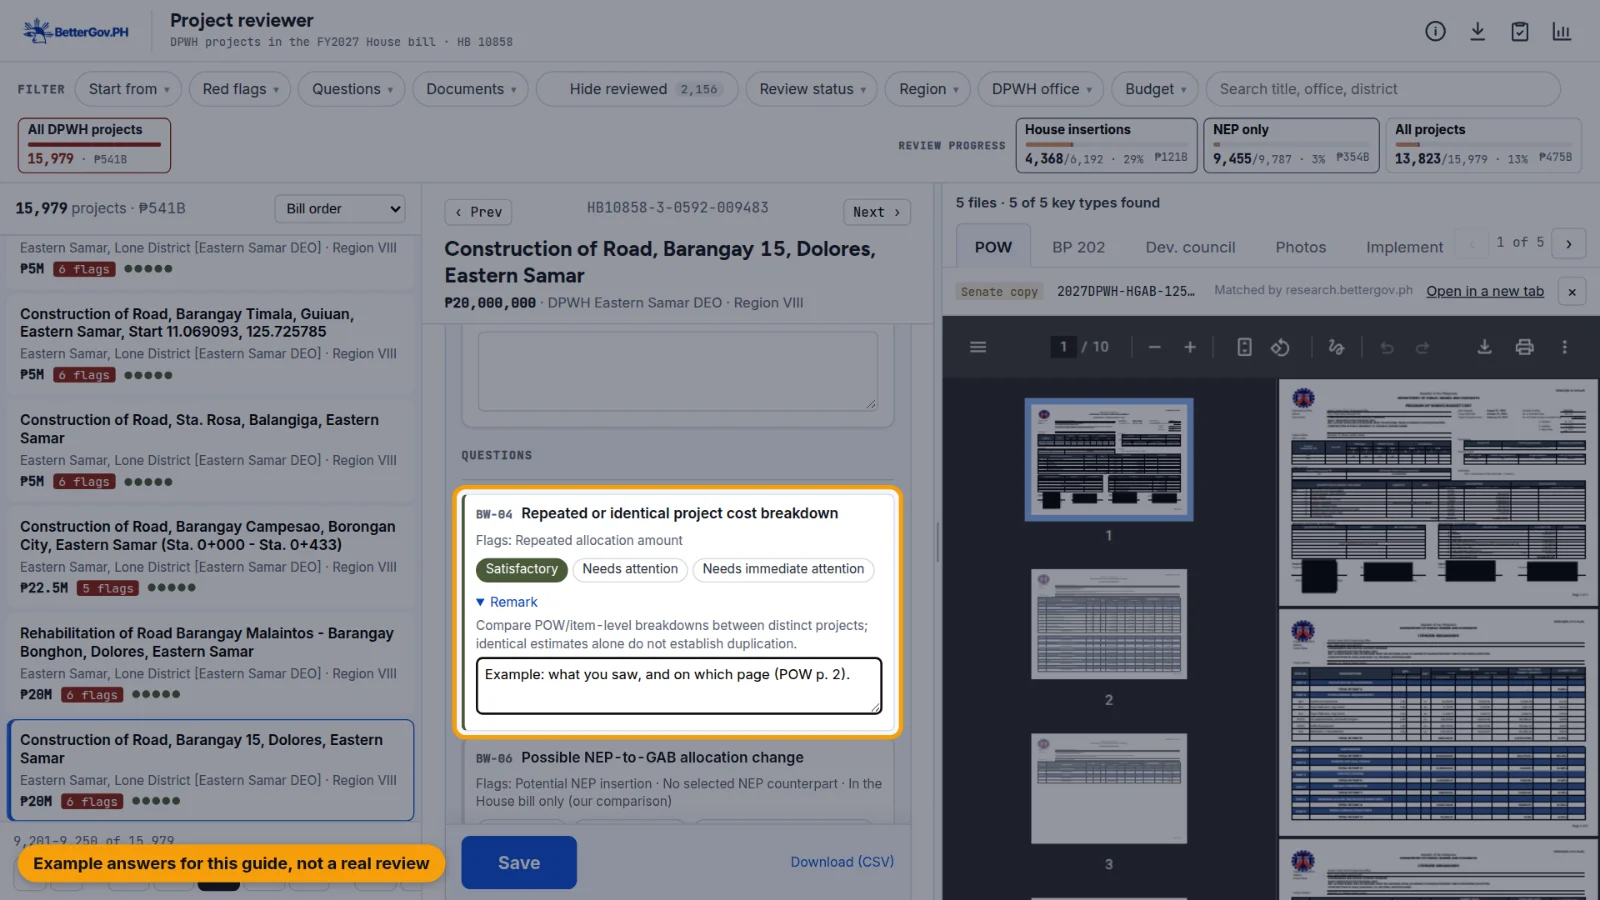 BetterGov.PH
Project reviewer
DPWH projects in the FY2027 House bill · HB 10858
FILTER
Start from
Red flags
Questions
Documents
Hide reviewed 2,156
Review status
Region
DPWH office
Budget
Search title, office, district
All DPWH projects
15,979 · ₱541B
REVIEW PROGRESS
House insertions
4,368/6,192 · 29% ₱121B
NEP only
9,455/9,787 · 3% ₱354B
All projects
13,823/15,979 · 13% ₱475B
15,979 projects · ₱541B
Bill order
Eastern Samar, Lone District [Eastern Samar DEO] · Region VIII
₱5M 6 flags
Construction of Road, Barangay Timala, Guiuan,
Eastern Samar, Start 11.069093, 125.725785
Eastern Samar, Lone District [Eastern Samar DEO] · Region VIII
₱5M 6 flags
Construction of Road, Sta. Rosa, Balangiga, Eastern
Samar
Eastern Samar, Lone District [Eastern Samar DEO] · Region VIII
₱5M 6 flags
Construction of Road, Barangay Campesao, Borongan
City, Eastern Samar (Sta. 0+000 - Sta. 0+433)
Eastern Samar, Lone District [Eastern Samar DEO] · Region VIII
₱22.5M 5 flags
Rehabilitation of Road Barangay Malaintos - Barangay
Bonghon, Dolores, Eastern Samar
Eastern Samar, Lone District [Eastern Samar DEO] · Region VIII
₱20M 6 flags
Construction of Road, Barangay 15, Dolores, Eastern
Samar
Eastern Samar, Lone District [Eastern Samar DEO] · Region VIII
₱20M 6 flags
9,201–9,250 of 15,979
Example answers for this guide, not a real review
‹ Prev
HB10858-3-0592-009483
Next ›
Construction of Road, Barangay 15, Dolores,
Eastern Samar
₱20,000,000 · DPWH Eastern Samar DEO · Region VIII
QUESTIONS
BW-04 Repeated or identical project cost breakdown
Flags: Repeated allocation amount
Satisfactory
Needs attention
Needs immediate attention
▼ Remark
Compare POW/item-level breakdowns between distinct projects;
identical estimates alone do not establish duplication.
Example: what you saw, and on which page (POW p. 2).
BW-06 Possible NEP-to-GAB allocation change
Flags: Potential NEP insertion · No selected NEP counterpart · In the
House bill only (our comparison)
Save
Download (CSV)
5 files · 5 of 5 key types found
POW
BP 202
Dev. council
Photos
Implement
‹ 1 of 5 ›
Senate copy
2027DPWH-HGAB-125…
Matched by research.bettergov.ph
Open in a new tab
×
1 / 10
1
2
3